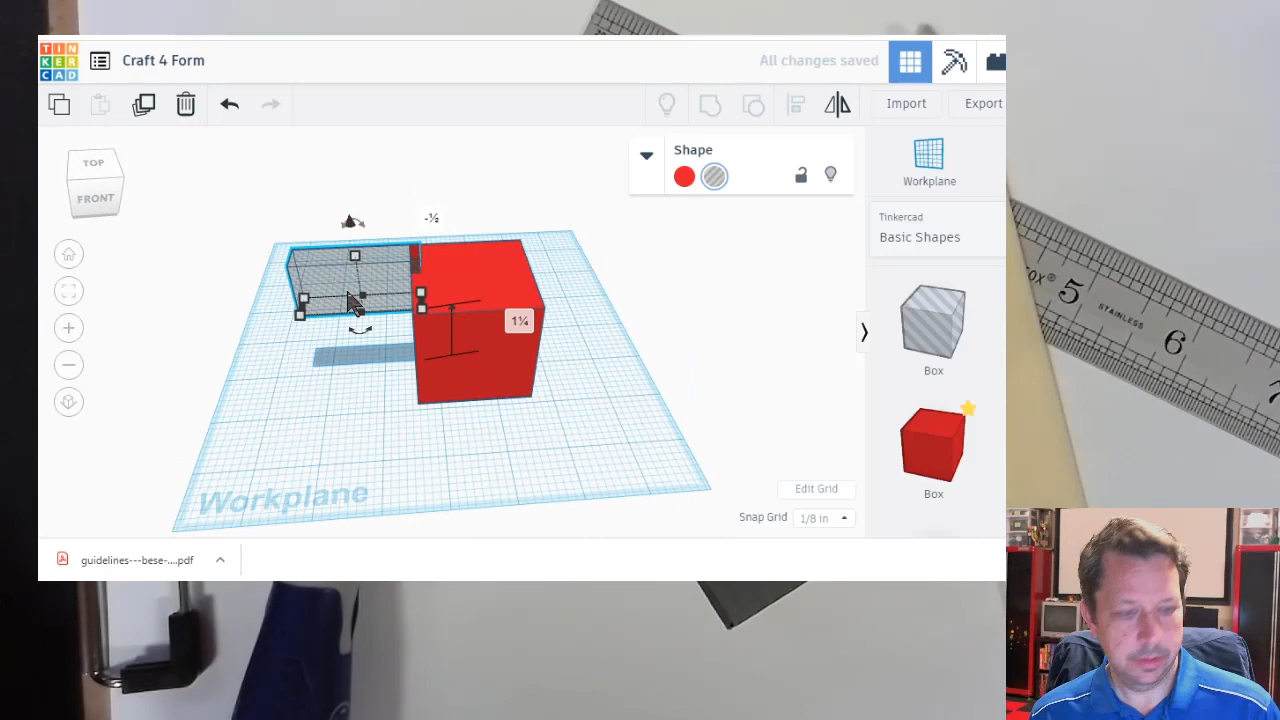 TIN
KER
CAD
Craft 4 Form
All changes saved
Import
Export
TOP
FRONT
Shape
Workplane
Tinkercad
Basic Shapes
-½
1¼
Box
Box
Workplane
Edit Grid
Snap Grid
1/8 in
guidelines---bese-....pdf
OX®
STAINLESS
5
6